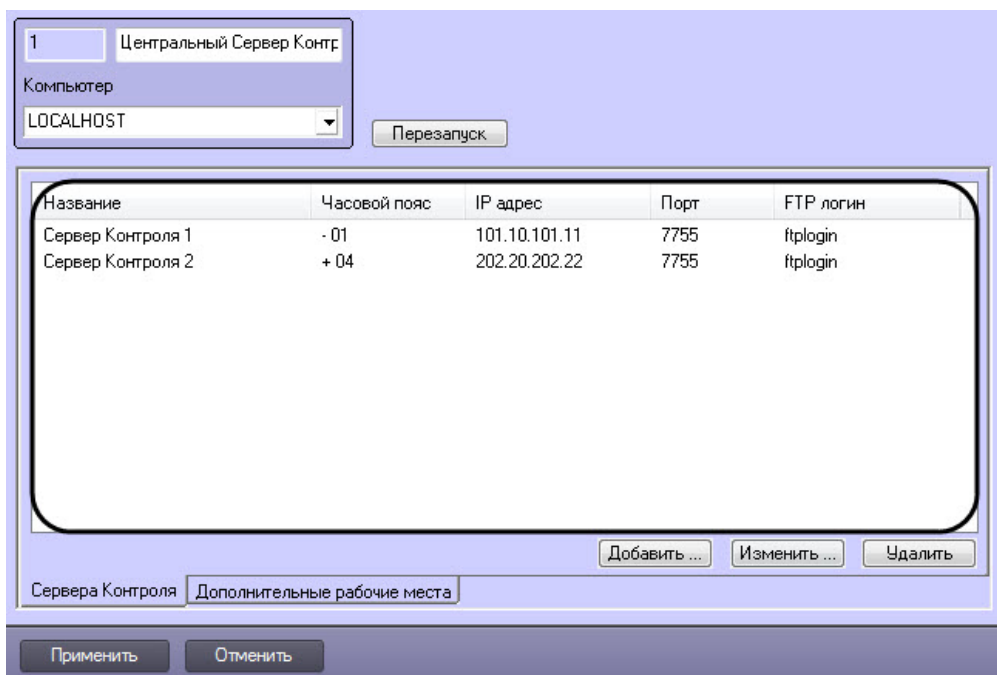 1 Центральный Сервер Контр
Компьютер
LOCALHOST
Перезапуск
Название Часовой пояс IP адрес Порт FTP логин
Сервер Контроля 1 - 01 101.10.101.11 7755 ftplogin
Сервер Контроля 2 + 04 202.20.202.22 7755 ftplogin
Добавить ... Изменить ... Удалить
Сервера Контроля Дополнительные рабочие места
Применить Отменить